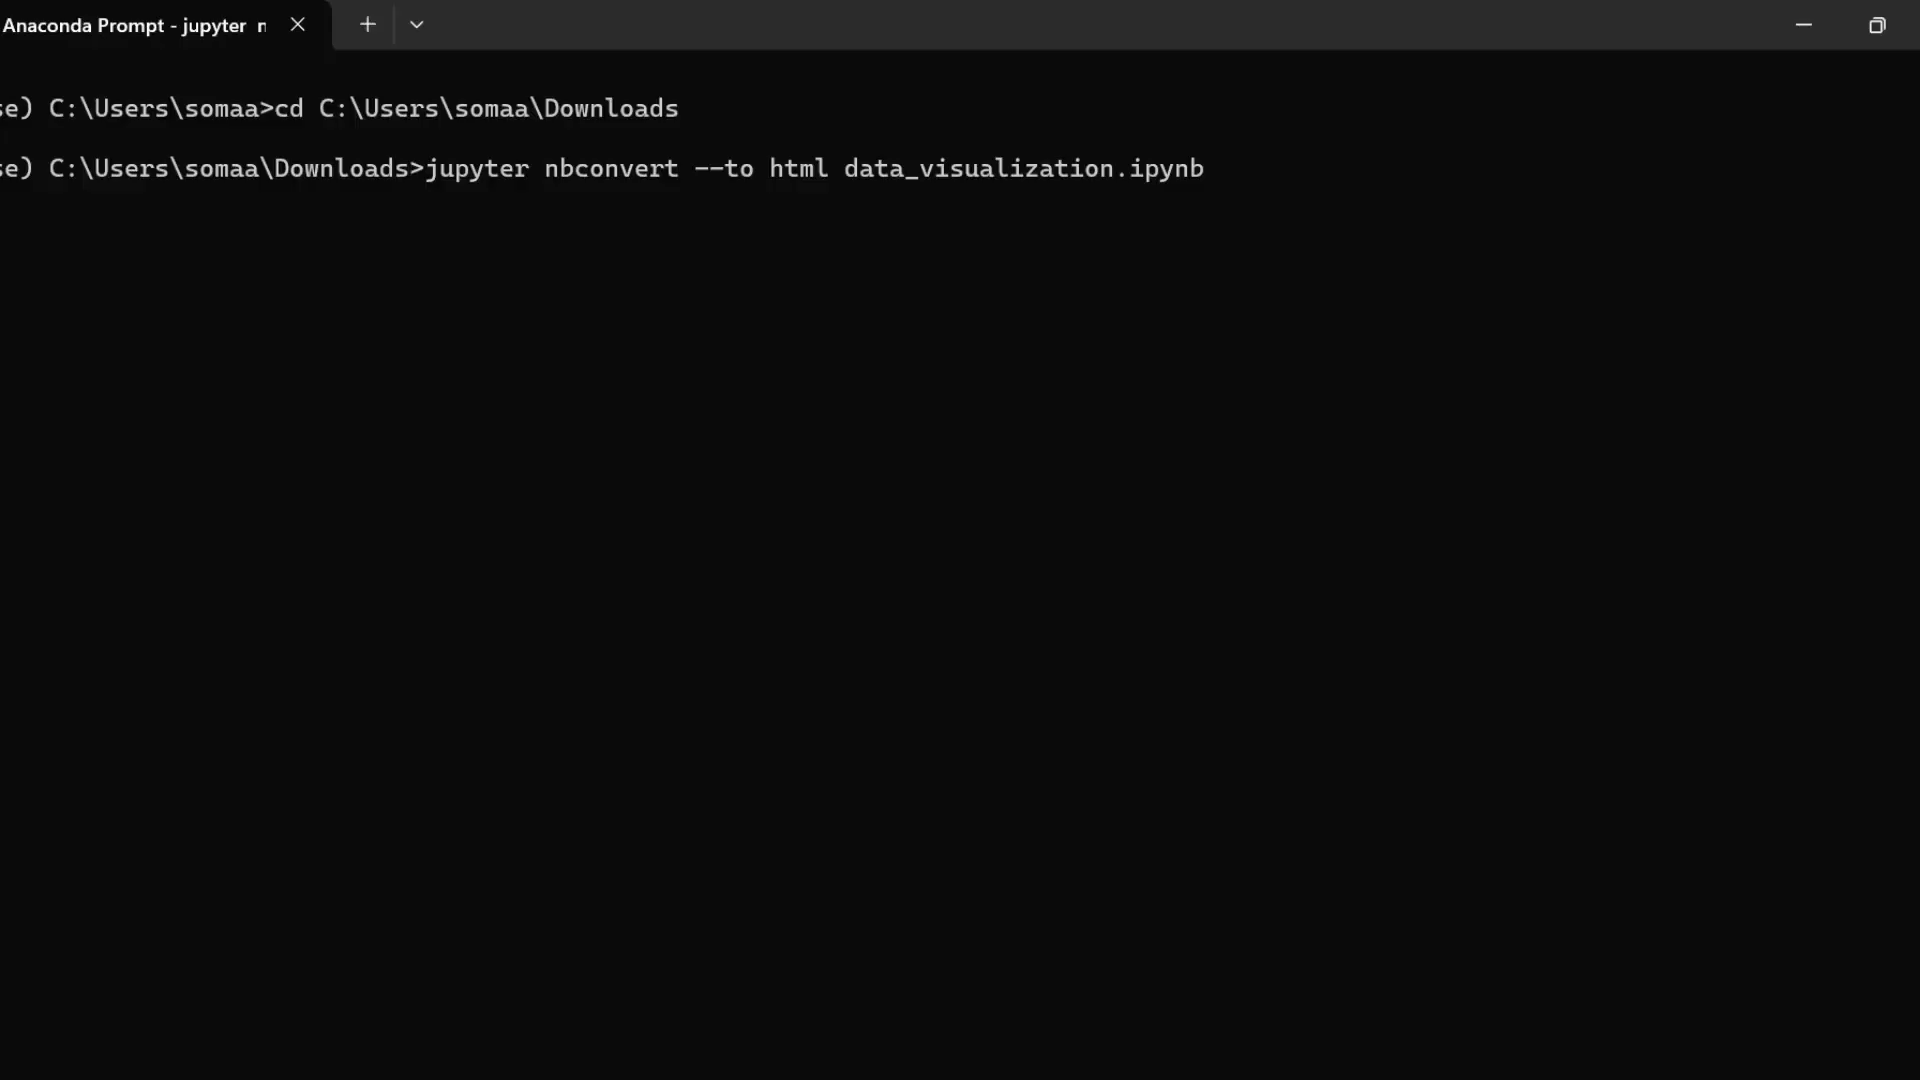 Anaconda Prompt - jupyter n
se) C:\Users\somaa>cd C:\Users\somaa\Downloads
se) C:\Users\somaa\Downloads>jupyter nbconvert --to html data_visualization.ipynb